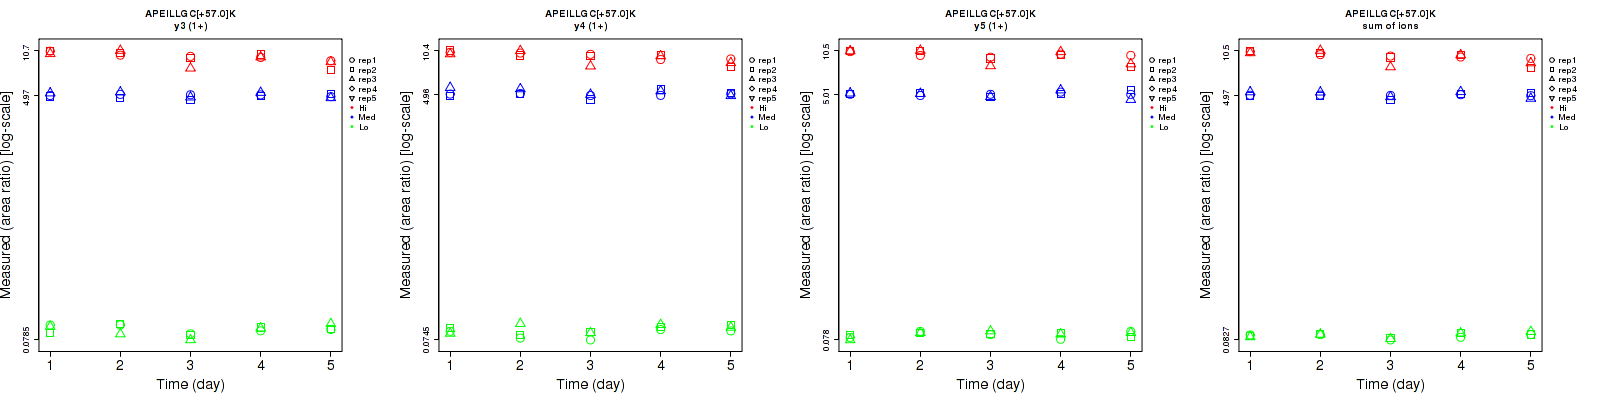 APEILLGC[+57.0]K
y3 (1+)
Measured (area ratio) [log-scale]
10.7
4.97
0.0785
1 2 3 4 5
Time (day)
rep1
rep2
rep3
rep4
rep5
Hi
Med
Lo
APEILLGC[+57.0]K
y4 (1+)
Measured (area ratio) [log-scale]
10.4
4.98
0.0745
1 2 3 4 5
Time (day)
rep1
rep2
rep3
rep4
rep5
Hi
Med
Lo
APEILLGC[+57.0]K
y5 (1+)
Measured (area ratio) [log-scale]
10.5
5.01
0.078
1 2 3 4 5
Time (day)
rep1
rep2
rep3
rep4
rep5
Hi
Med
Lo
APEILLGC[+57.0]K
sum of ions
Measured (area ratio) [log-scale]
10.5
4.97
0.0827
1 2 3 4 5
Time (day)
rep1
rep2
rep3
rep4
rep5
Hi
Med
Lo